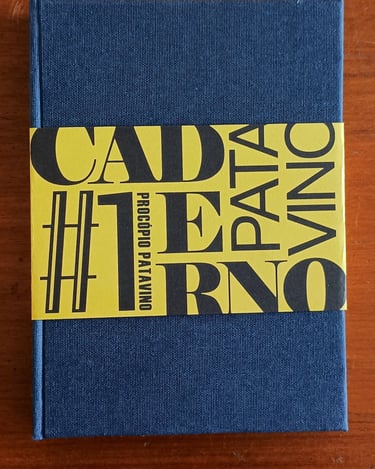 CAD
E
RNO
PATA
VINO
#1
PROCÓPIO PATAVINO